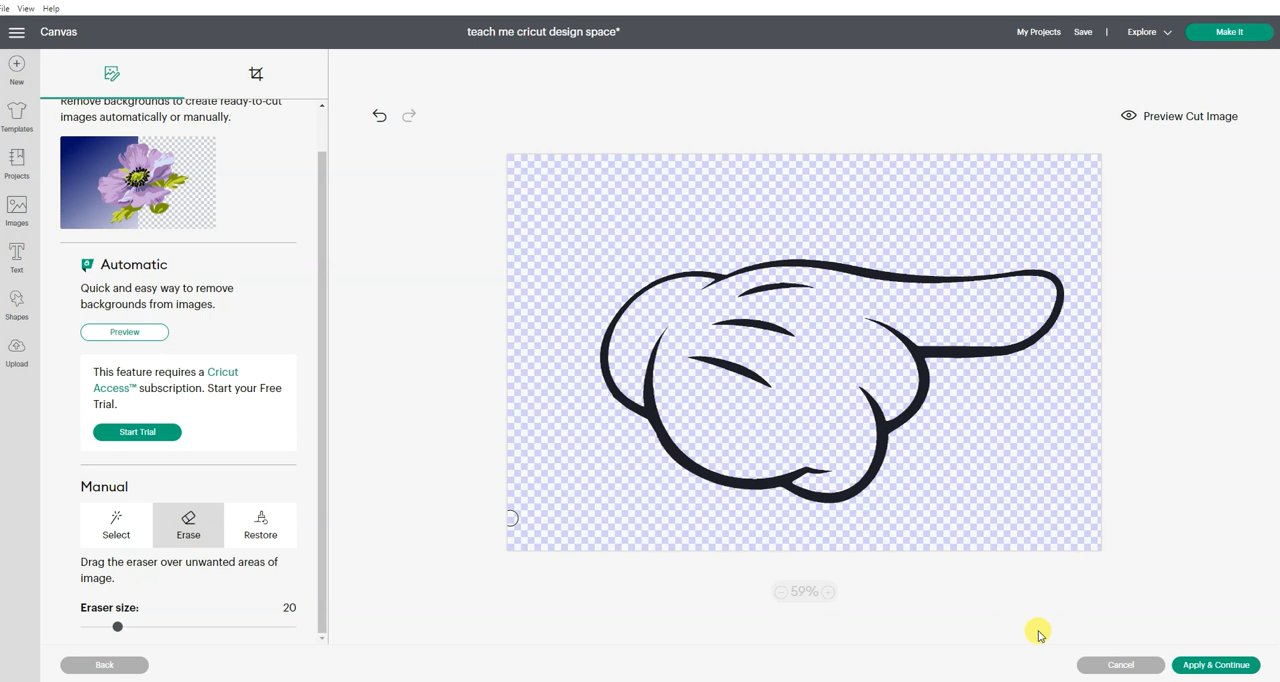 File View Help
Canvas
teach me cricut design space*
My Projects Save | Explore Make It
New
Templates
Projects
Images
Text
Shapes
Upload
Remove backgrounds to create ready-to-cut
images automatically or manually.
Automatic
Quick and easy way to remove
backgrounds from images.
Preview
This feature requires a Cricut
Access™ subscription. Start your Free
Trial.
Start Trial
Manual
Select Erase Restore
Drag the eraser over unwanted areas of
image.
Eraser size: 20
Back
Preview Cut Image
59%
Cancel Apply & Continue